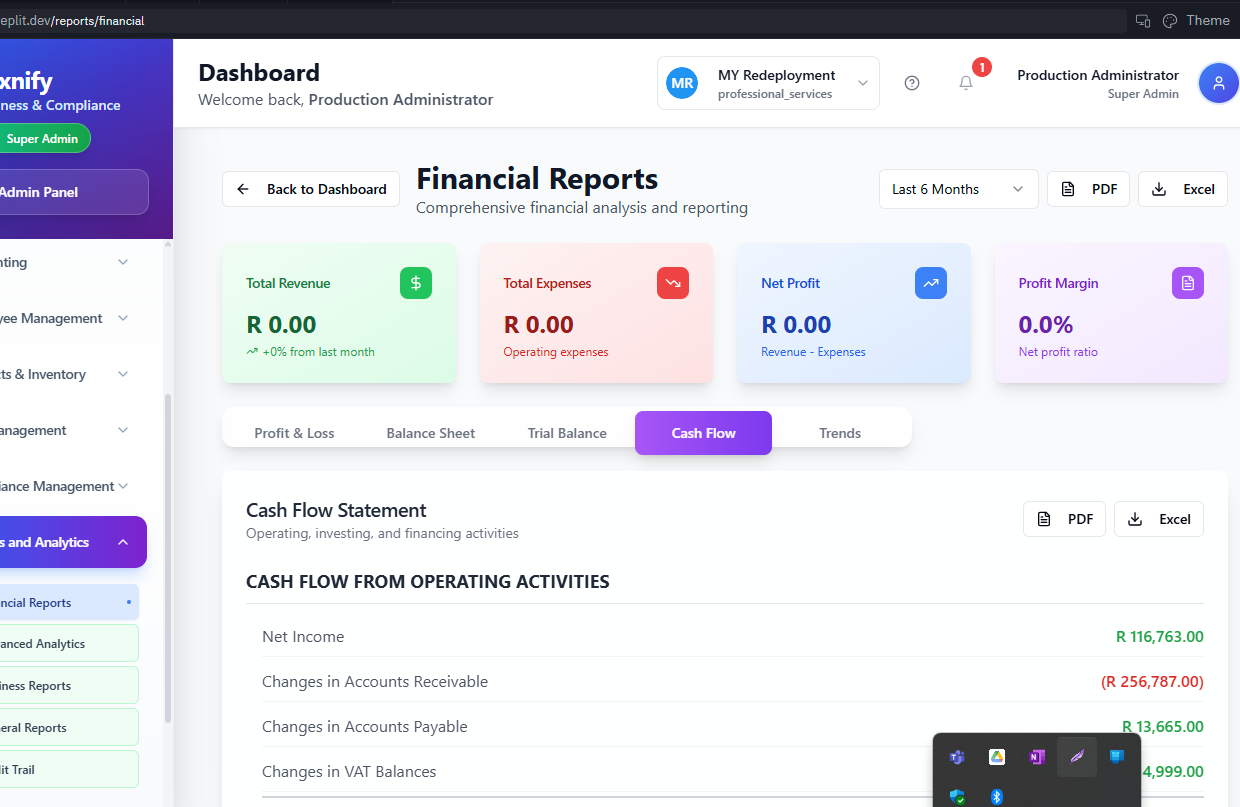 eplit.dev/reports/financial
Theme
xnify
ness & Compliance
Super Admin
Admin Panel
Dashboard
Welcome back, Production Administrator
MR
MY Redeployment
professional_services
1
Production Administrator
Super Admin
nting
yee Management
ts & Inventory
anagement
iance Management
s and Analytics
ncial Reports
anced Analytics
iness Reports
eral Reports
it Trail
Back to Dashboard
Financial Reports
Comprehensive financial analysis and reporting
Last 6 Months
PDF
Excel
Total Revenue
$
R 0.00
+0% from last month
Total Expenses
R 0.00
Operating expenses
Net Profit
R 0.00
Revenue - Expenses
Profit Margin
0.0%
Net profit ratio
Profit & Loss
Balance Sheet
Trial Balance
Cash Flow
Trends
Cash Flow Statement
Operating, investing, and financing activities
PDF
Excel
CASH FLOW FROM OPERATING ACTIVITIES
Net Income R 116,763.00
Changes in Accounts Receivable (R 256,787.00)
Changes in Accounts Payable R 13,665.00
Changes in VAT Balances 4,999.00